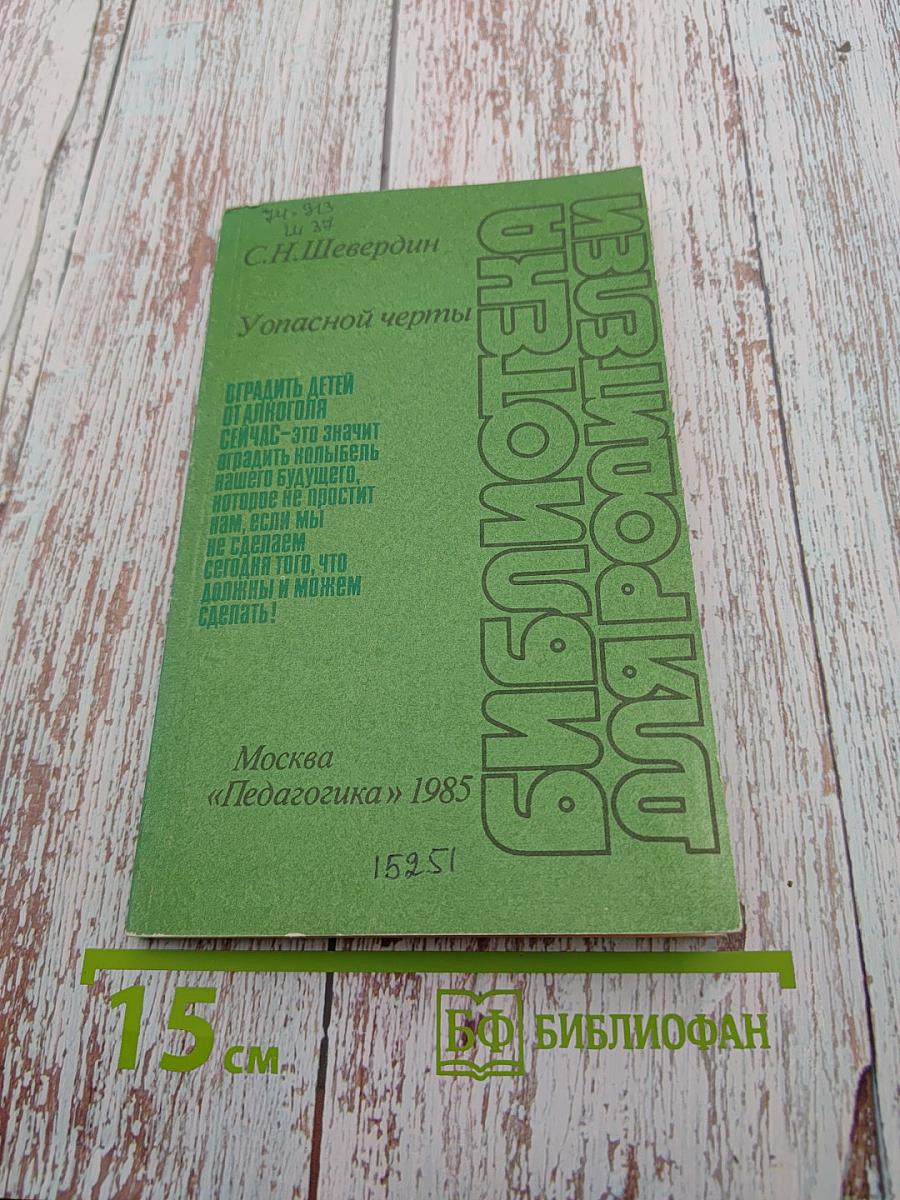 74.913
Ш 37
С.Н.Шевердин
У опасной черты
ОГРАДИТЬ ДЕТЕЙ
ОТ АЛКОГОЛЯ
СЕЙЧАС–ЭТО ЗНАЧИТ
ОГРАДИТЬ КОЛЫБЕЛЬ
НАШЕГО БУДУЩЕГО,
КОТОРОЕ НЕ ПРОСТИТ
НАМ, ЕСЛИ МЫ
НЕ СДЕЛАЕМ
СЕГОДНЯ ТОГО, ЧТО
ДОЛЖНЫ И МОЖЕМ
СДЕЛАТЬ!
БИБЛИОТЕКА
ДЛЯ РОДИТЕЛЕЙ
Москва
«Педагогика» 1985
15251
15 см
БФ БИБЛИОФАН